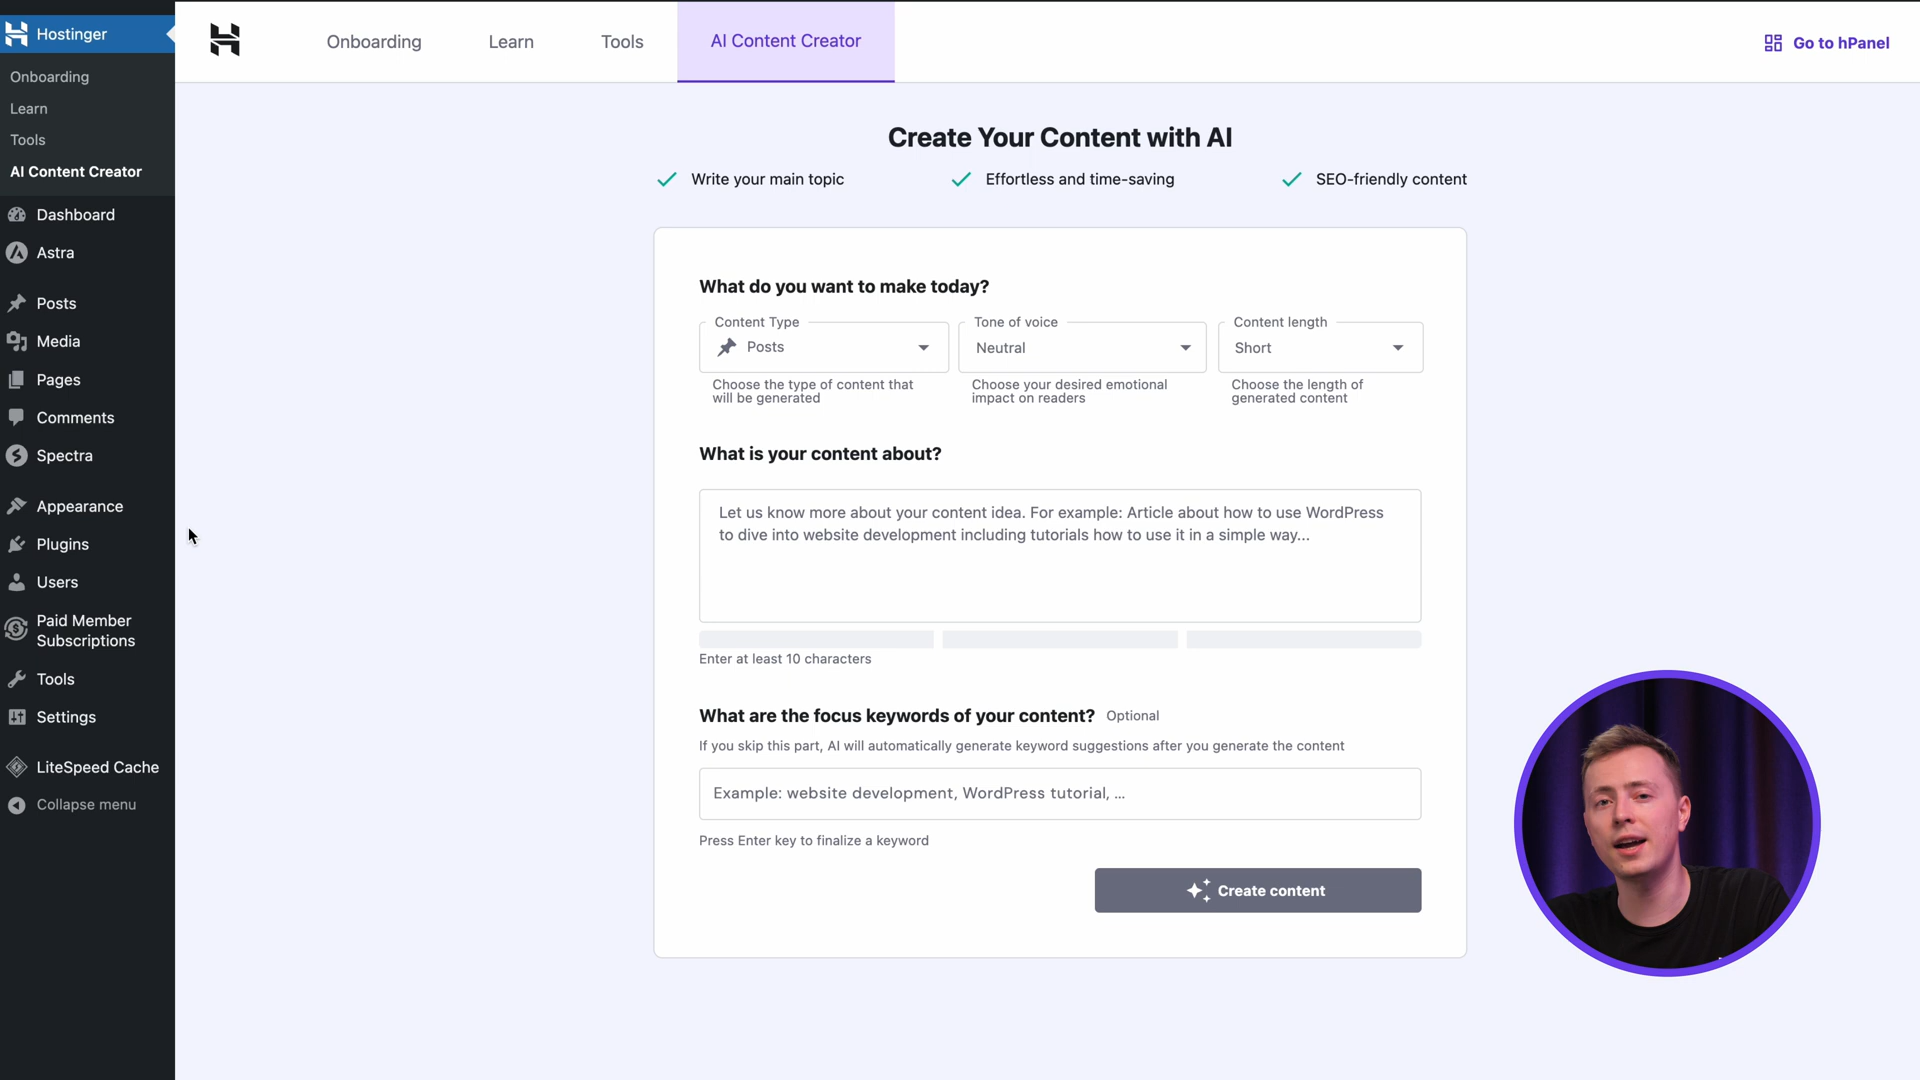 Hostinger
Onboarding
Learn
Tools
AI Content Creator
Dashboard
Astra
Posts
Media
Pages
Comments
Spectra
Appearance
Plugins
Users
Paid Member
Subscriptions
Tools
Settings
LiteSpeed Cache
Collapse menu
Onboarding
Learn
Tools
AI Content Creator
Go to hPanel
Create Your Content with AI
Write your main topic
Effortless and time-saving
SEO-friendly content
What do you want to make today?
Content Type
Posts
Choose the type of content that
will be generated
Tone of voice
Neutral
Choose your desired emotional
impact on readers
Content length
Short
Choose the length of
generated content
What is your content about?
Let us know more about your content idea. For example: Article about how to use WordPress
to dive into website development including tutorials how to use it in a simple way...
Enter at least 10 characters
What are the focus keywords of your content? Optional
If you skip this part, AI will automatically generate keyword suggestions after you generate the content
Example: website development, WordPress tutorial, ...
Press Enter key to finalize a keyword
Create content